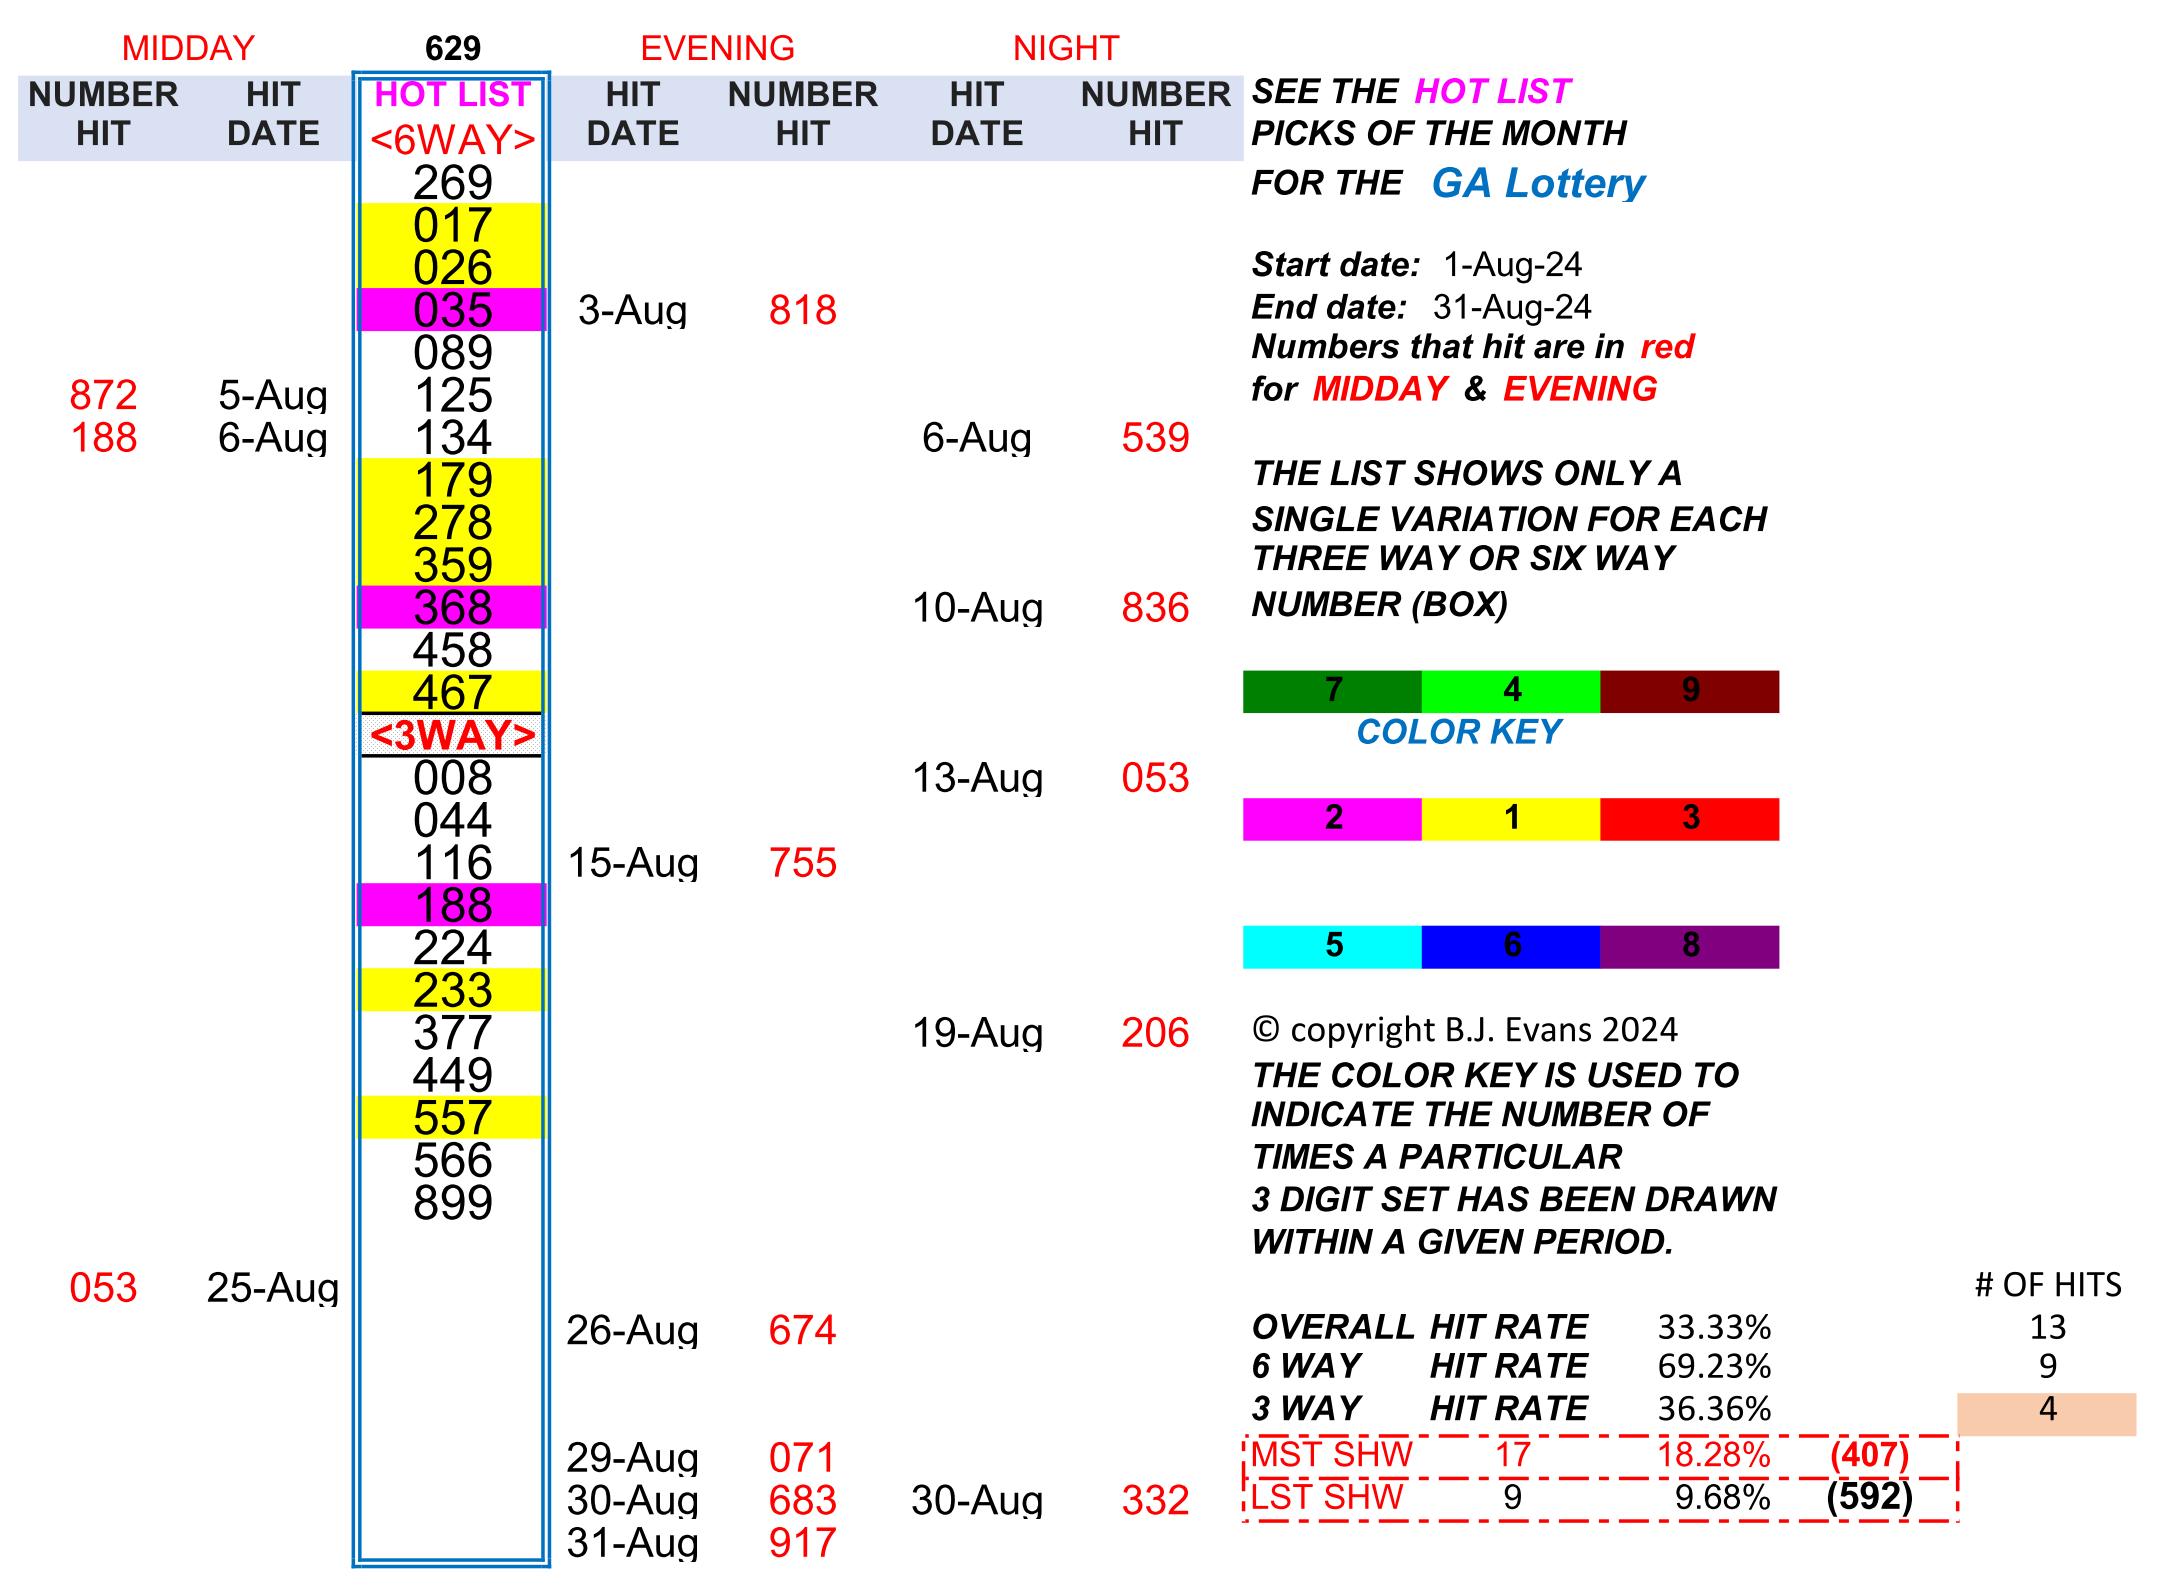 MIDDAY 629 EVENING NIGHT
NUMBER HIT HOT LIST HIT NUMBER HIT NUMBER SEE THE HOT LIST
HIT DATE <6WAY> DATE HIT DATE HIT PICKS OF THE MONTH
269 FOR THE GA Lottery
017
026 Start date: 1-Aug-24
035 3-Aug 818 End date: 31-Aug-24
089 Numbers that hit are in red
872 5-Aug 125 for MIDDAY & EVENING
188 6-Aug 134 6-Aug 539
179 THE LIST SHOWS ONLY A
278 SINGLE VARIATION FOR EACH
359 THREE WAY OR SIX WAY
368 10-Aug 836 NUMBER (BOX)
458
467 7 4 9
<3WAY> COLOR KEY
008 13-Aug 053
044 2 1 3
116 15-Aug 755
188
224 5 6 8
233
377 19-Aug 206 © copyright B.J. Evans 2024
449 THE COLOR KEY IS USED TO
557 INDICATE THE NUMBER OF
566 TIMES A PARTICULAR
899 3 DIGIT SET HAS BEEN DRAWN
WITHIN A GIVEN PERIOD.
053 25-Aug # OF HITS
26-Aug 674 OVERALL HIT RATE 33.33% 13
6 WAY HIT RATE 69.23% 9
3 WAY HIT RATE 36.36% 4
29-Aug 071 MST SHW 17 18.28% (407)
30-Aug 683 30-Aug 332 LST SHW 9 9.68% (592)
31-Aug 917